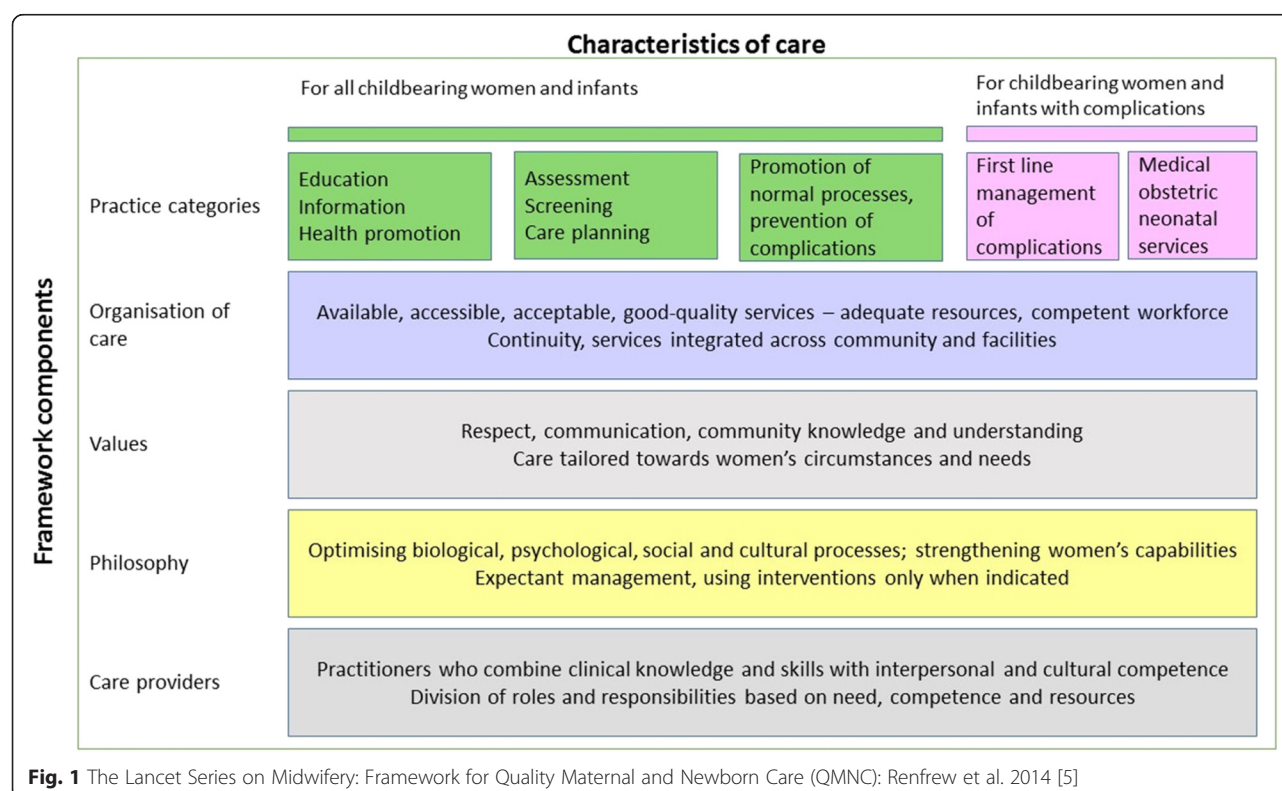 Characteristics of care
For all childbearing women and infants
For childbearing women and
infants with complications
Framework components
Practice categories
Education
Information
Health promotion
Assessment
Screening
Care planning
Promotion of
normal processes,
prevention of
complications
First line
management
of
complications
Medical
obstetric
neonatal
services
Organisation of
care
Available, accessible, acceptable, good-quality services – adequate resources, competent workforce
Continuity, services integrated across community and facilities
Values
Respect, communication, community knowledge and understanding
Care tailored towards women’s circumstances and needs
Philosophy
Optimising biological, psychological, social and cultural processes; strengthening women’s capabilities
Expectant management, using interventions only when indicated
Care providers
Practitioners who combine clinical knowledge and skills with interpersonal and cultural competence
Division of roles and responsibilities based on need, competence and resources
Fig. 1 The Lancet Series on Midwifery: Framework for Quality Maternal and Newborn Care (QMNC): Renfrew et al. 2014 [5]